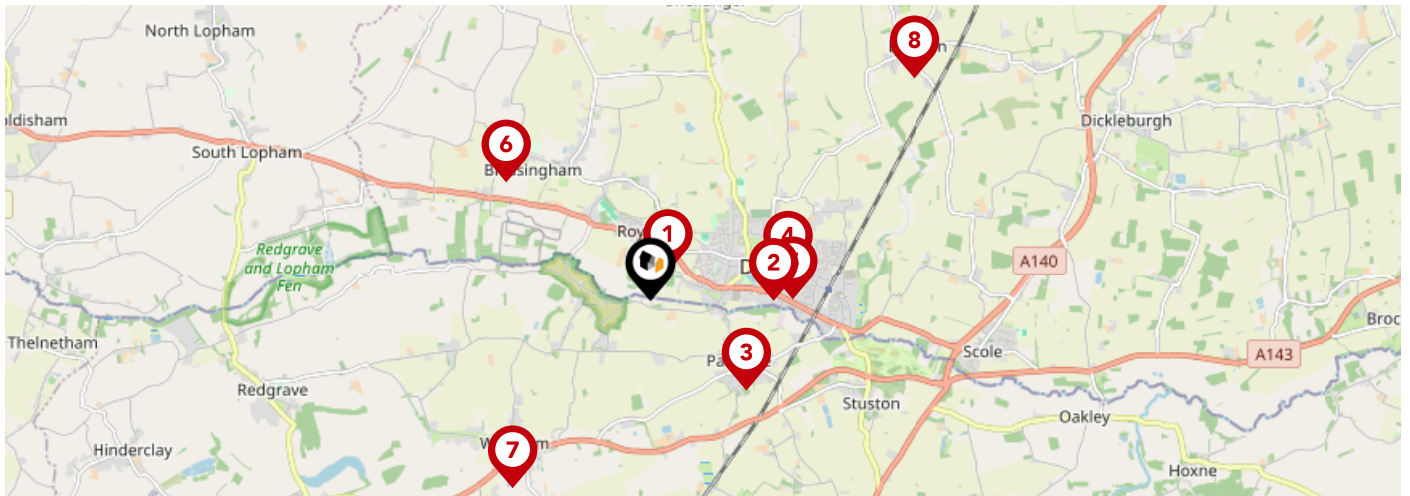 North Lopham
8
Dickleburgh
South Lopham
6
1
4
Redgrave
and Lopham
Fen
2
A140
Thelnetham
3
Scole
A143
Redgrave
Stuston
Oakley
7
Hinderclay
Hoxne